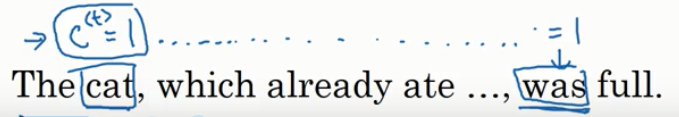 → c<t> = 1 .......................... = 1
The cat, which already ate ..., was full.